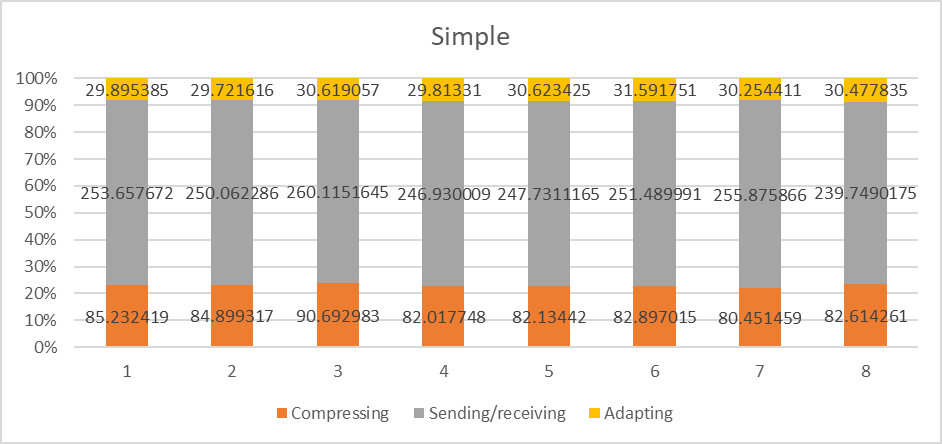 Simple
100%
29.895385 29.721616 30.619057 29.81331 30.623425 31.591751 30.254411 30.477835
90%
80%
70%
60%
253.657672 250.062286 260.1151645 246.930009 247.7311165 251.489991 255.875866 239.7490175
50%
40%
30%
20%
10%
85.232419 84.899317 90.692983 82.017748 82.13442 82.897015 80.451459 82.614261
0%
1 2 3 4 5 6 7 8
Compressing Sending/receiving Adapting